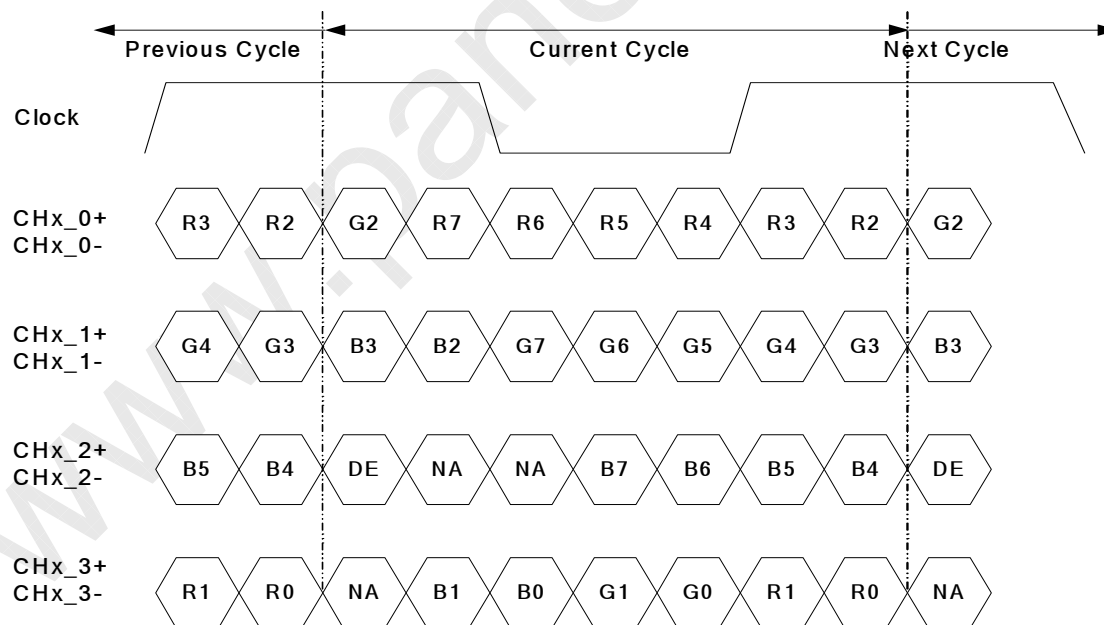 Previous Cycle Current Cycle Next Cycle
Clock
CHx_0+
CHx_0-
R3 R2 G2 R7 R6 R5 R4 R3 R2 G2
CHx_1+
CHx_1-
G4 G3 B3 B2 G7 G6 G5 G4 G3 B3
CHx_2+
CHx_2-
B5 B4 DE NA NA B7 B6 B5 B4 DE
CHx_3+
CHx_3-
R1 R0 NA B1 B0 G1 G0 R1 R0 NA
www.pane